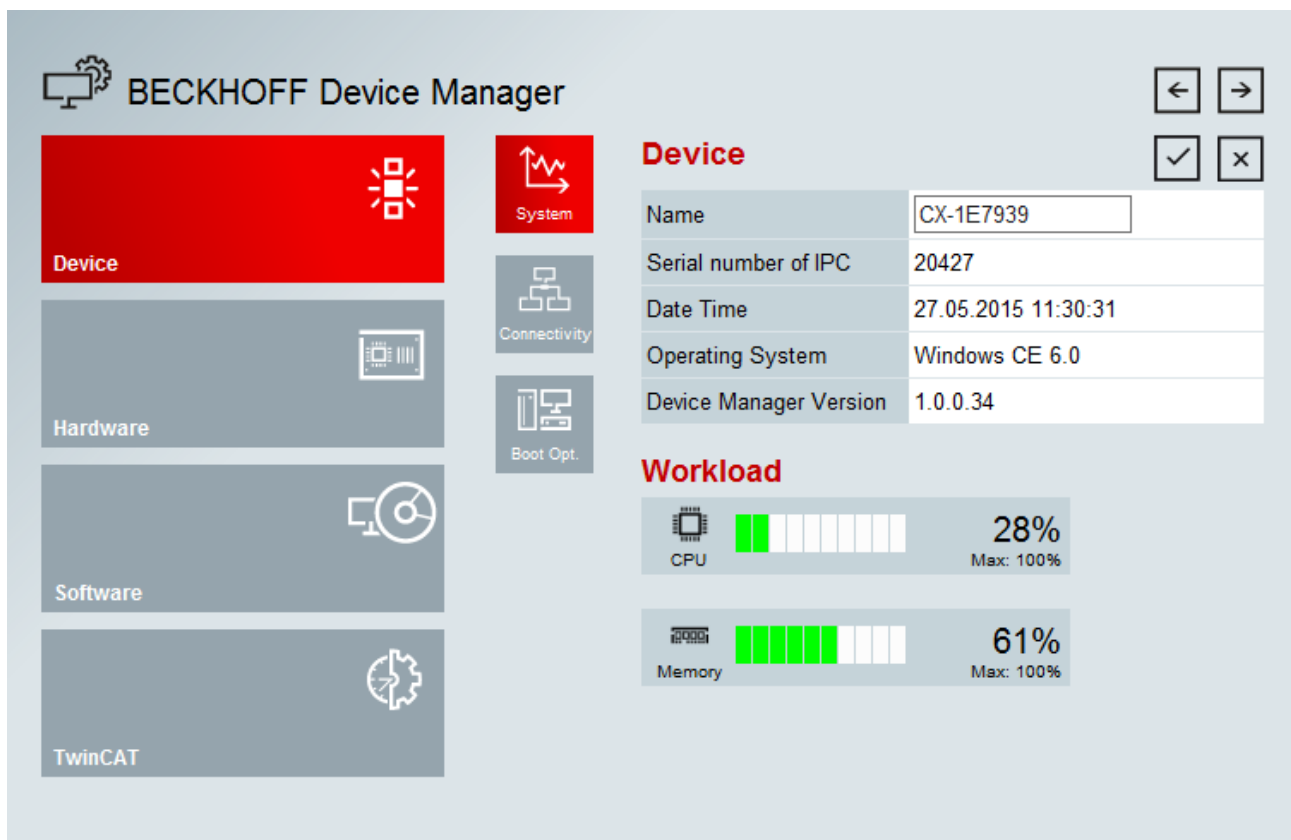 BECKHOFF Device Manager
Device
Hardware
Software
TwinCAT
System
Connectivity
Boot Opt.
Device
Name CX-1E7939
Serial number of IPC 20427
Date Time 27.05.2015 11:30:31
Operating System Windows CE 6.0
Device Manager Version 1.0.0.34
Workload
CPU 28%
Max: 100%
Memory 61%
Max: 100%